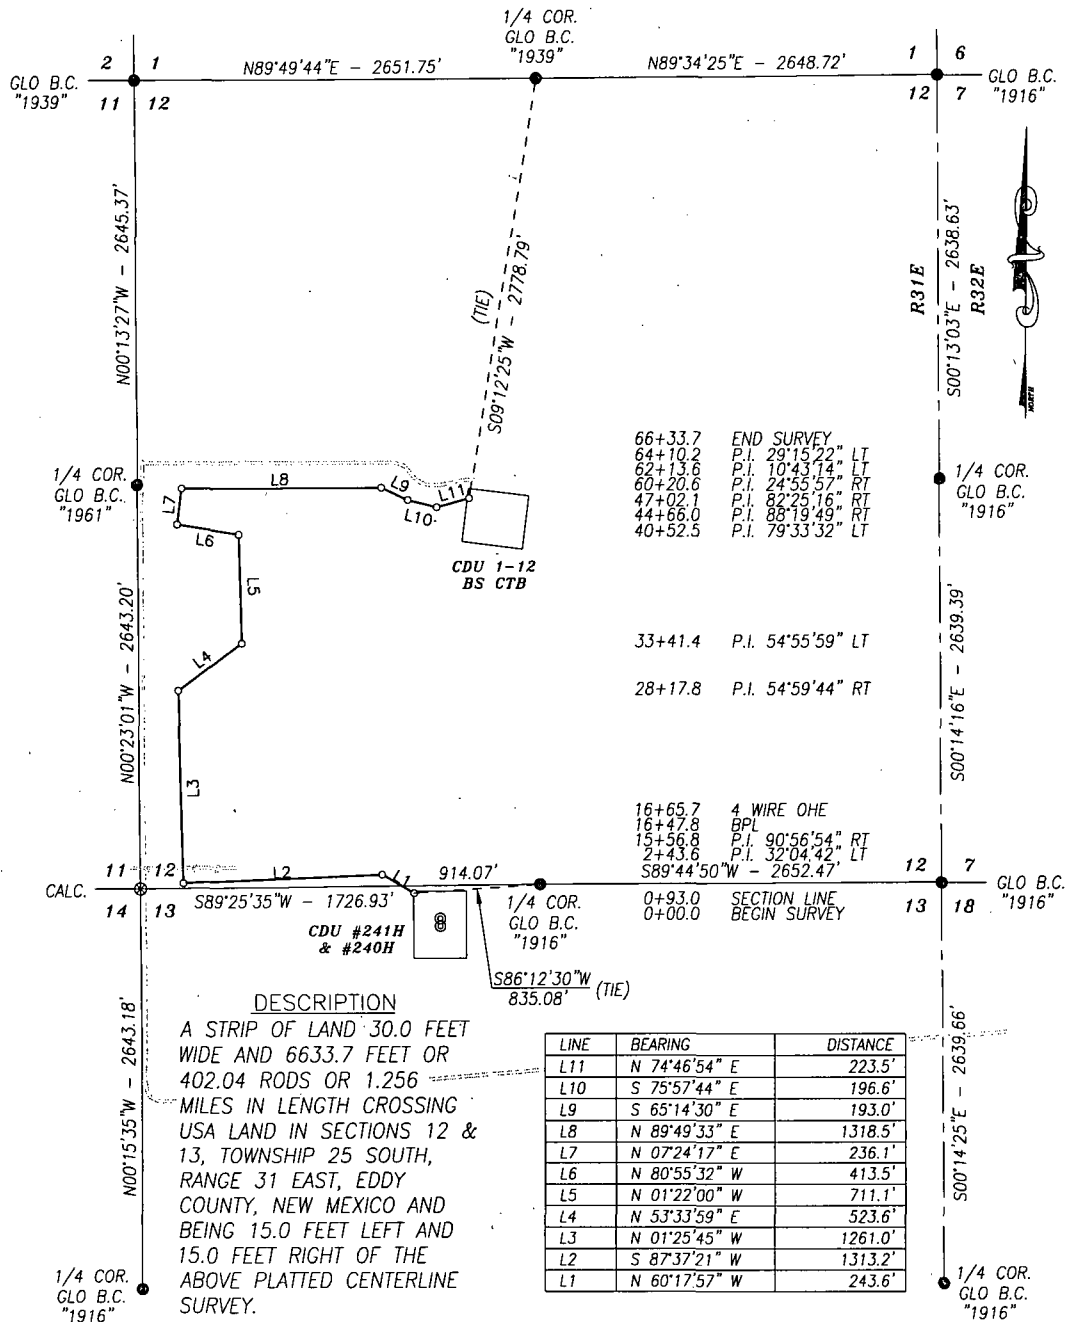 1/4 COR.
GLO B.C.
"1939"
2 1
N89°49'44"E - 2651.75'
N89°34'25"E - 2648.72'
1 6
GLO B.C.
"1939"
11 12
12 7
GLO B.C.
"1916"
N00°13'27"W - 2645.37'
(TIE)
S09°12'25"W - 2778.79'
R31E
R32E
S00°13'03"E - 2638.63'
NORTH
1/4 COR.
GLO B.C.
"1961"
L7
L8
L9
L10
L11
L6
L5
L4
L3
CDU 1-12
BS CTB
66+33.7 END SURVEY
64+10.2 P.I. 29°15'22" LT
62+13.6 P.I. 10°43'14" LT
60+20.6 P.I. 24°55'57" RT
47+02.1 P.I. 82°25'16" RT
44+66.0 P.I. 88°19'49" RT
40+52.5 P.I. 79°33'32" LT
33+41.4 P.I. 54°55'59" LT
28+17.8 P.I. 54°59'44" RT
1/4 COR.
GLO B.C.
"1916"
N00°23'01"W - 2643.20'
S00°14'16"E - 2639.39'
16+65.7 4 WIRE OHE
16+47.8 BPL
15+56.8 P.I. 90°56'54" RT
2+43.6 P.I. 32°04'42" LT
S89°44'50"W - 2652.47'
0+93.0 SECTION LINE
0+00.0 BEGIN SURVEY
11 12
L2
L1
914.07'
12 7
CALC.
GLO B.C.
"1916"
14 13
S89°25'35"W - 1726.93'
1/4 COR.
GLO B.C.
"1916"
13 18
CDU #241H
& #240H
S86°12'30"W
835.08' (TIE)
N00°15'35"W - 2643.18'
S00°14'25"E - 2639.66'
DESCRIPTION
A STRIP OF LAND 30.0 FEET
WIDE AND 6633.7 FEET OR
402.04 RODS OR 1.256
MILES IN LENGTH CROSSING
USA LAND IN SECTIONS 12 &
13, TOWNSHIP 25 SOUTH,
RANGE 31 EAST, EDDY
COUNTY, NEW MEXICO AND
BEING 15.0 FEET LEFT AND
15.0 FEET RIGHT OF THE
ABOVE PLATTED CENTERLINE
SURVEY.
LINE BEARING DISTANCE
L11 N 74°46'54" E 223.5'
L10 S 75°57'44" E 196.6'
L9 S 65°14'30" E 193.0'
L8 N 89°49'33" E 1318.5'
L7 N 07°24'17" E 236.1'
L6 N 80°55'32" W 413.5'
L5 N 01°22'00" W 711.1'
L4 N 53°33'59" E 523.6'
L3 N 01°25'45" W 1261.0'
L2 S 87°37'21" W 1313.2'
L1 N 60°17'57" W 243.6'
1/4 COR.
GLO B.C.
"1916"
1/4 COR.
GLO B.C.
"1916"